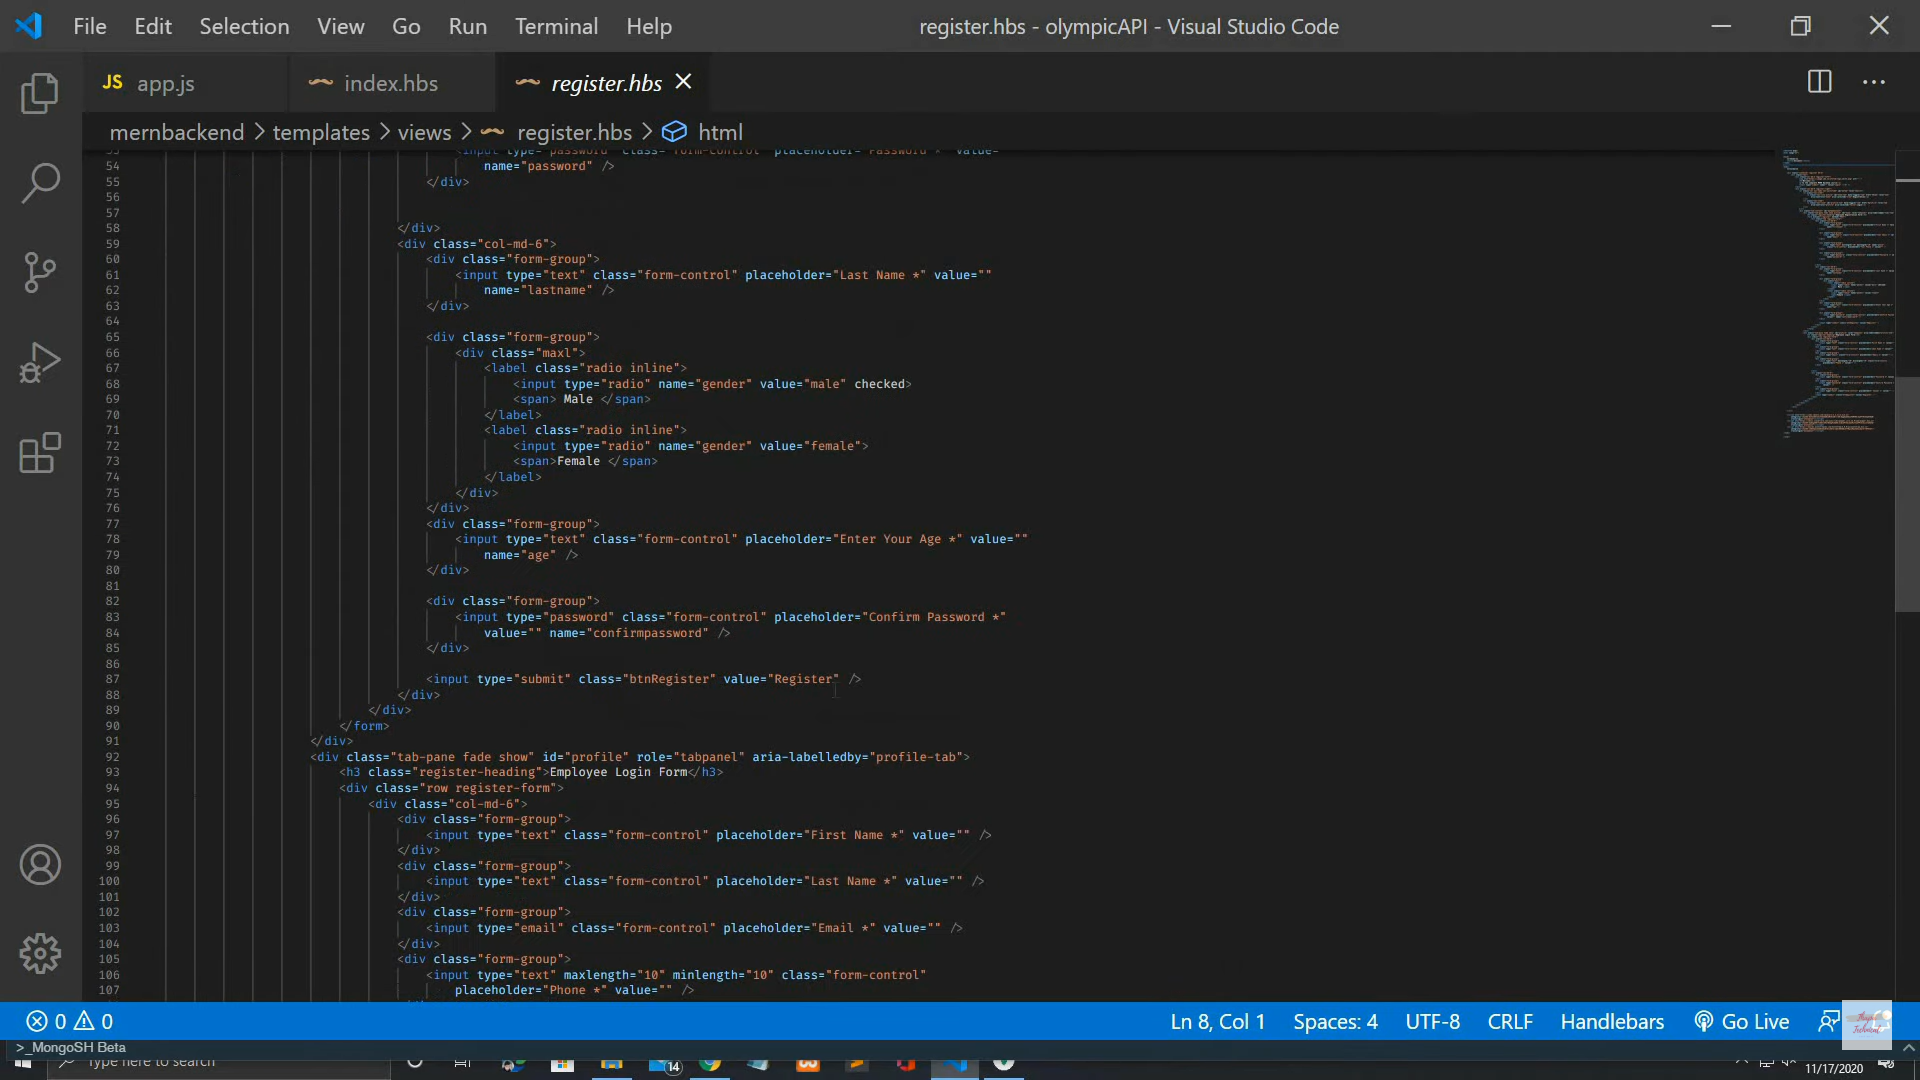 File Edit Selection View Go Run Terminal Help register.hbs - olympicAPI - Visual Studio Code
JS app.js index.hbs register.hbs
mernbackend > templates > views > register.hbs > html
53 <input type="password" class="form-control" placeholder="Password *" value=
54 name="password" />
55 </div>
56
57
58 </div>
59 <div class="col-md-6">
60 <div class="form-group">
61 <input type="text" class="form-control" placeholder="Last Name *" value=""
62 name="lastname" />
63 </div>
64
65 <div class="form-group">
66 <div class="maxl">
67 <label class="radio inline">
68 <input type="radio" name="gender" value="male" checked>
69 <span> Male </span>
70 </label>
71 <label class="radio inline">
72 <input type="radio" name="gender" value="female">
73 <span>Female </span>
74 </label>
75 </div>
76 </div>
77 <div class="form-group">
78 <input type="text" class="form-control" placeholder="Enter Your Age *" value=""
79 name="age" />
80 </div>
81
82 <div class="form-group">
83 <input type="password" class="form-control" placeholder="Confirm Password *"
84 value="" name="confirmpassword" />
85 </div>
86
87 <input type="submit" class="btnRegister" value="Register" />
88 </div>
89 </div>
90 </form>
91 </div>
92 <div class="tab-pane fade show" id="profile" role="tabpanel" aria-labelledby="profile-tab">
93 <h3 class="register-heading">Employee Login Form</h3>
94 <div class="row register-form">
95 <div class="col-md-6">
96 <div class="form-group">
97 <input type="text" class="form-control" placeholder="First Name *" value="" />
98 </div>
99 <div class="form-group">
100 <input type="text" class="form-control" placeholder="Last Name *" value="" />
101 </div>
102 <div class="form-group">
103 <input type="email" class="form-control" placeholder="Email *" value="" />
104 </div>
105 <div class="form-group">
106 <input type="text" maxlength="10" minlength="10" class="form-control"
107 placeholder="Phone *" value="" />
0 0 Ln 8, Col 1 Spaces: 4 UTF-8 CRLF Handlebars Go Live
>_MongoSH Beta
Type here to search 14 11/17/2020